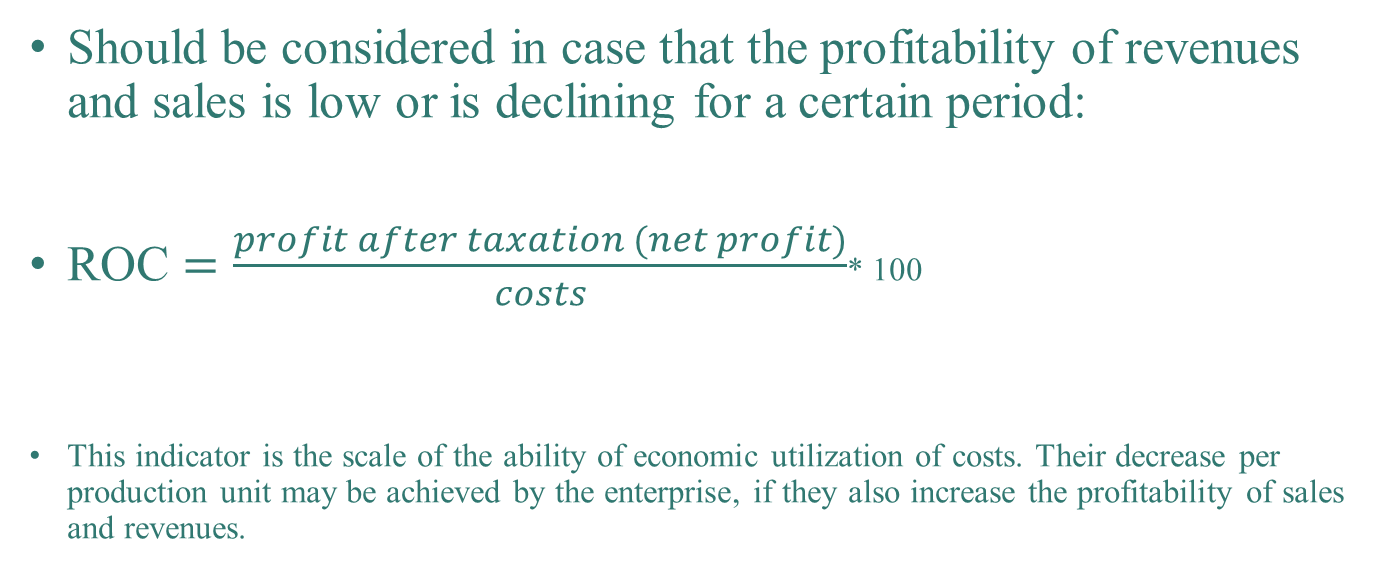 • Should be considered in case that the profitability of revenues
and sales is low or is declining for a certain period:
• ROC = \frac{profit after taxation (net profit)}{costs} * 100
• This indicator is the scale of the ability of economic utilization of costs. Their decrease per
production unit may be achieved by the enterprise, if they also increase the profitability of sales
and revenues.